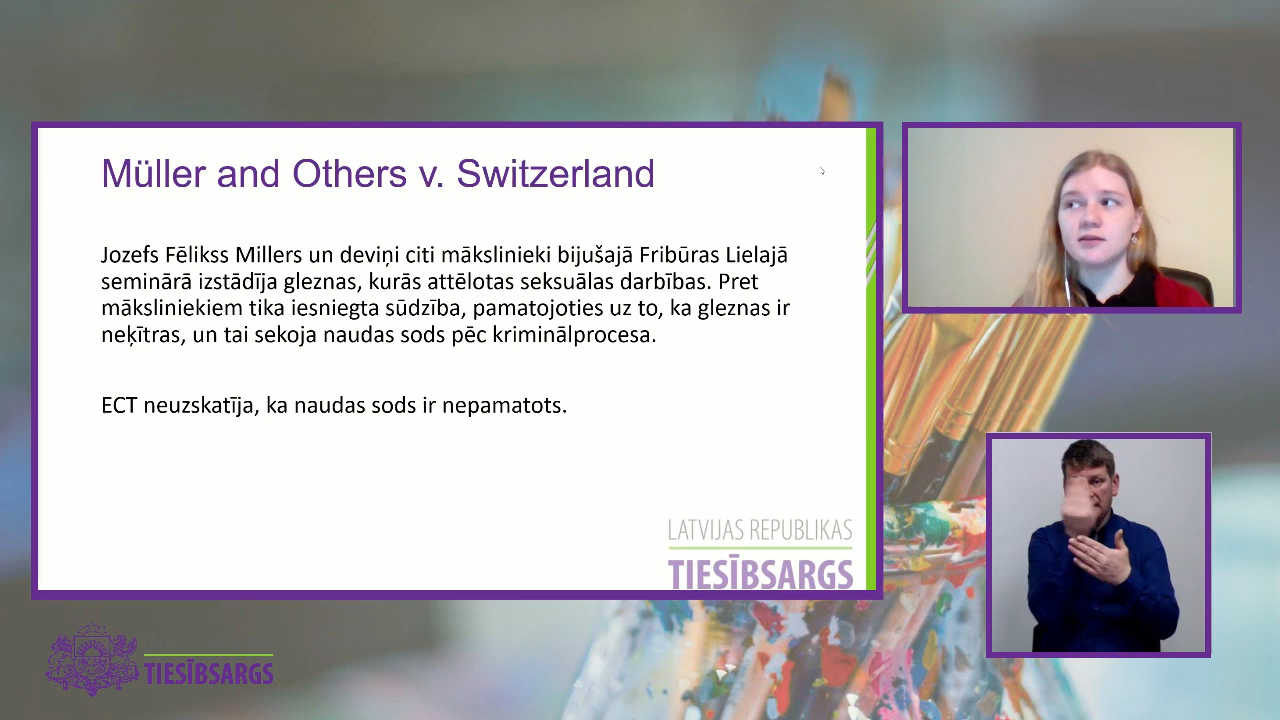 Müller and Others v. Switzerland
Jozefs Fēlikss Millers un deviņi citi mākslinieki bijušajā Fribūras Lielajā
seminārā izstādīja gleznas, kurās attēlotas seksuālas darbības. Pret
māksliniekiem tika iesniegta sūdzība, pamatojoties uz to, ka gleznas ir
neķītras, un tai sekoja naudas sods pēc kriminālprocesa.
ECT neuzskatīja, ka naudas sods ir nepamatots.
LATVIJAS REPUBLIKAS
TIESĪBSARGS
TIESĪBSARGS